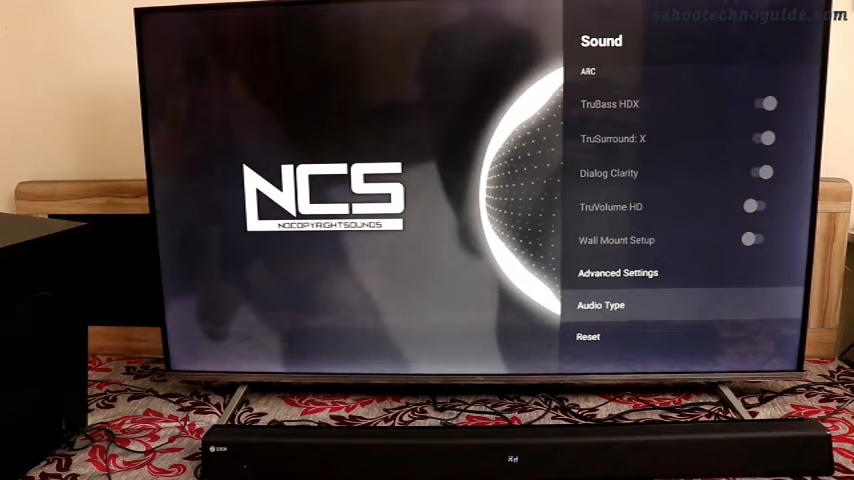 sahootechnoguide.com
Sound
ARC
TruBass HDX
TruSurround: X
Dialog Clarity
TruVolume HD
Wall Mount Setup
Advanced Settings
Audio Type
Reset
NCS
NOCOPYRIGHTSOUNDS